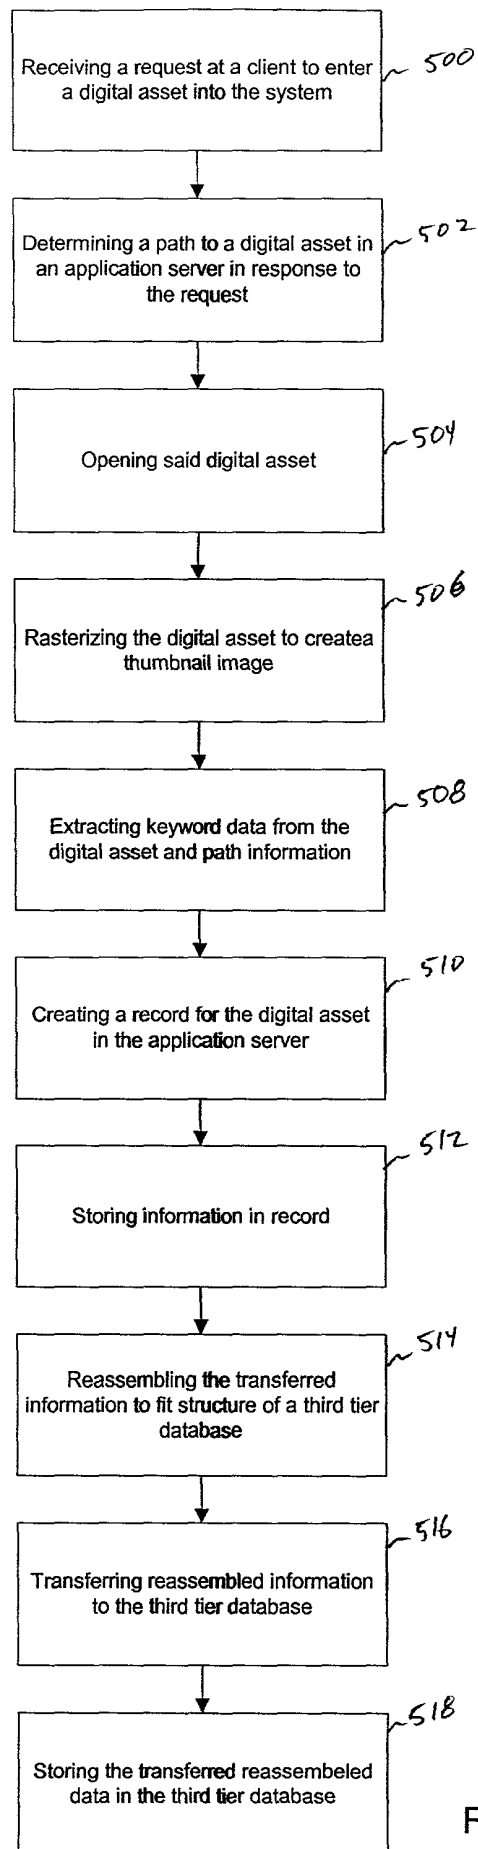 Receiving a request at a client to enter
a digital asset into the system
500
Determining a path to a digital asset in
an application server in response to
the request
502
Opening said digital asset
504
Rasterizing the digital asset to createa
thumbnail image
506
Extracting keyword data from the
digital asset and path information
508
Creating a record for the digital asset
in the application server
510
Storing information in record
512
Reassembling the transferred
information to fit structure of a third tier
database
514
Transferring reassembled information
to the third tier database
516
Storing the transferred reassembeled
data in the third tier database
518
F